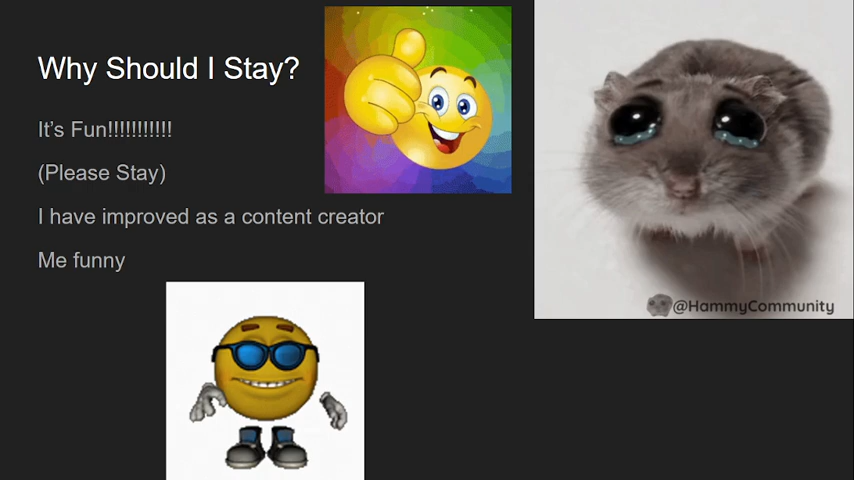 Why Should I Stay?
It's Fun!!!!!!!!!!!
(Please Stay)
I have improved as a content creator
Me funny
@HammyCommunity